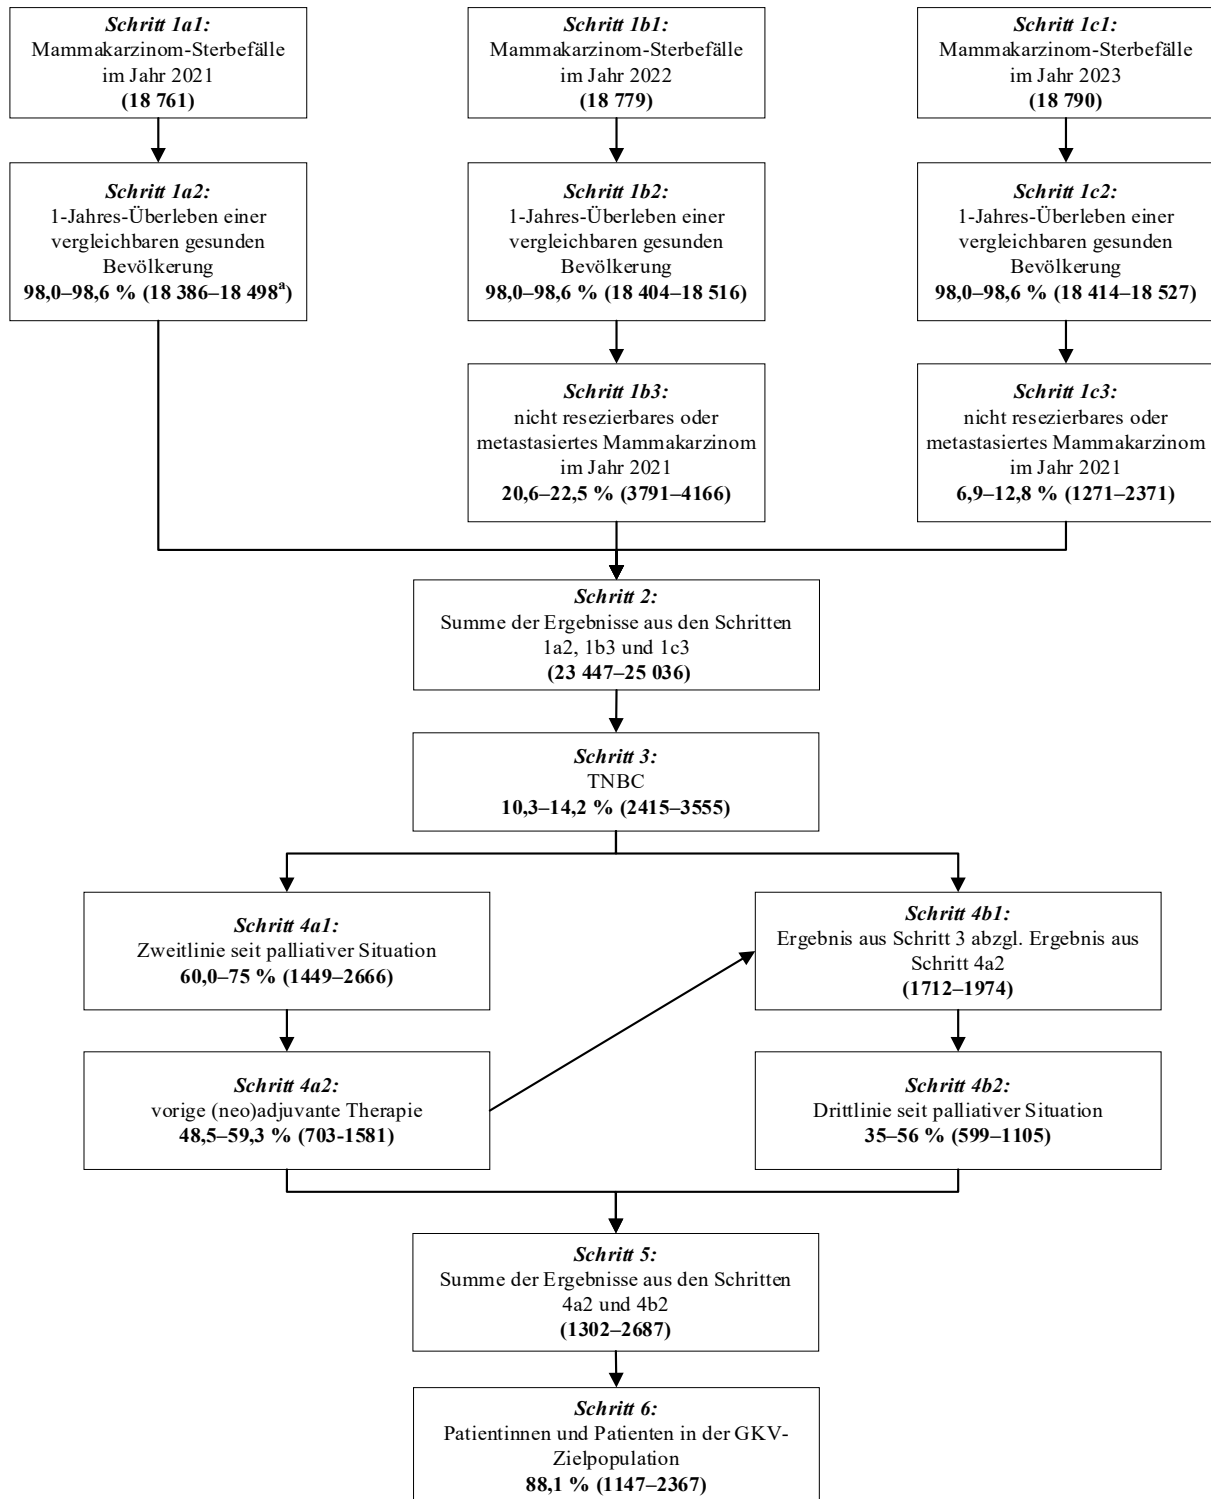 Schritt 1a1:
Mammakarzinom-Sterbefälle
im Jahr 2021
(18 761)
Schritt 1b1:
Mammakarzinom-Sterbefälle
im Jahr 2022
(18 779)
Schritt 1c1:
Mammakarzinom-Sterbefälle
im Jahr 2023
(18 790)
Schritt 1a2:
1-Jahres-Überleben einer
vergleichbaren gesunden
Bevölkerung
98,0–98,6 % (18 386–18 498a)
Schritt 1b2:
1-Jahres-Überleben einer
vergleichbaren gesunden
Bevölkerung
98,0–98,6 % (18 404–18 516)
Schritt 1c2:
1-Jahres-Überleben einer
vergleichbaren gesunden
Bevölkerung
98,0–98,6 % (18 414–18 527)
Schritt 1b3:
nicht resezierbares oder
metastasiertes Mammakarzinom
im Jahr 2021
20,6–22,5 % (3791–4166)
Schritt 1c3:
nicht resezierbares oder
metastasiertes Mammakarzinom
im Jahr 2021
6,9–12,8 % (1271–2371)
Schritt 2:
Summe der Ergebnisse aus den Schritten
1a2, 1b3 und 1c3
(23 447–25 036)
Schritt 3:
TNBC
10,3–14,2 % (2415–3555)
Schritt 4a1:
Zweitlinie seit palliativer Situation
60,0–75 % (1449–2666)
Schritt 4b1:
Ergebnis aus Schritt 3 abzgl. Ergebnis aus
Schritt 4a2
(1712–1974)
Schritt 4a2:
vorige (neo)adjuvante Therapie
48,5–59,3 % (703-1581)
Schritt 4b2:
Drittlinie seit palliativer Situation
35–56 % (599–1105)
Schritt 5:
Summe der Ergebnisse aus den Schritten
4a2 und 4b2
(1302–2687)
Schritt 6:
Patientinnen und Patienten in der GKV-
Zielpopulation
88,1 % (1147–2367)